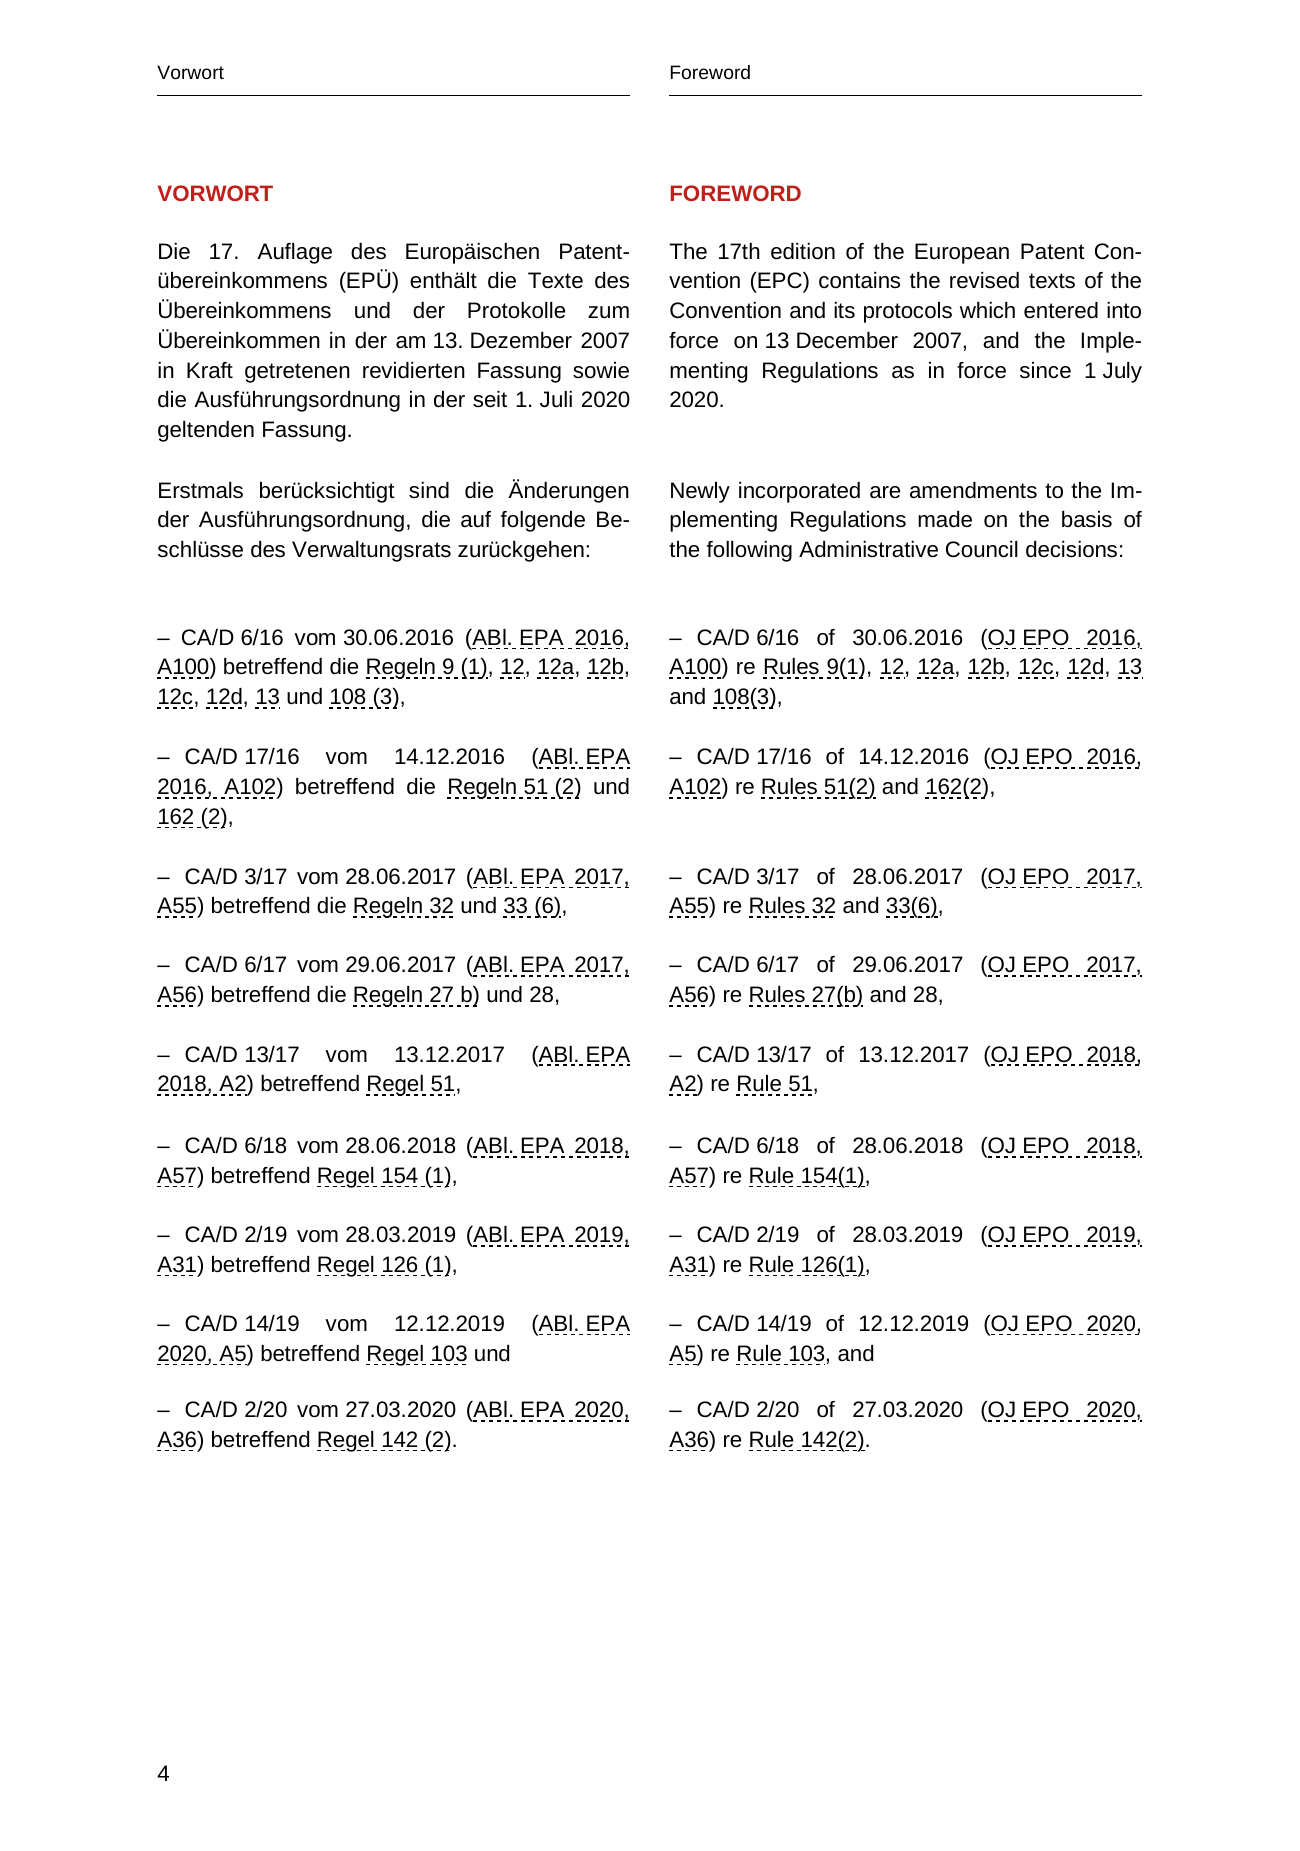 Vorwort
VORWORT
Die 17. Auflage des Europäischen Patent-
übereinkommens (EPÜ) enthält die Texte des
Übereinkommens und der Protokolle zum
Übereinkommen in der am 13. Dezember 2007
in Kraft getretenen revidierten Fassung sowie
die Ausführungsordnung in der seit 1. Juli 2020
geltenden Fassung.
Erstmals berücksichtigt sind die Änderungen
der Ausführungsordnung, die auf folgende Be-
schlüsse des Verwaltungsrats zurückgehen:
– CA/D 6/16 vom 30.06.2016 (ABl. EPA 2016,
A100) betreffend die Regeln 9 (1), 12, 12a, 12b,
12c, 12d, 13 und 108 (3),
– CA/D 17/16 vom 14.12.2016 (ABl. EPA
2016, A102) betreffend die Regeln 51 (2) und
162 (2),
– CA/D 3/17 vom 28.06.2017 (ABl. EPA 2017,
A55) betreffend die Regeln 32 und 33 (6),
– CA/D 6/17 vom 29.06.2017 (ABl. EPA 2017,
A56) betreffend die Regeln 27 b) und 28,
– CA/D 13/17 vom 13.12.2017 (ABl. EPA
2018, A2) betreffend Regel 51,
– CA/D 6/18 vom 28.06.2018 (ABl. EPA 2018,
A57) betreffend Regel 154 (1),
– CA/D 2/19 vom 28.03.2019 (ABl. EPA 2019,
A31) betreffend Regel 126 (1),
– CA/D 14/19 vom 12.12.2019 (ABl. EPA
2020, A5) betreffend Regel 103 und
– CA/D 2/20 vom 27.03.2020 (ABl. EPA 2020,
A36) betreffend Regel 142 (2).
Foreword
FOREWORD
The 17th edition of the European Patent Con-
vention (EPC) contains the revised texts of the
Convention and its protocols which entered into
force on 13 December 2007, and the Imple-
menting Regulations as in force since 1 July
2020.
Newly incorporated are amendments to the Im-
plementing Regulations made on the basis of
the following Administrative Council decisions:
– CA/D 6/16 of 30.06.2016 (OJ EPO 2016,
A100) re Rules 9(1), 12, 12a, 12b, 12c, 12d, 13
and 108(3),
– CA/D 17/16 of 14.12.2016 (OJ EPO 2016,
A102) re Rules 51(2) and 162(2),
– CA/D 3/17 of 28.06.2017 (OJ EPO 2017,
A55) re Rules 32 and 33(6),
– CA/D 6/17 of 29.06.2017 (OJ EPO 2017,
A56) re Rules 27(b) and 28,
– CA/D 13/17 of 13.12.2017 (OJ EPO 2018,
A2) re Rule 51,
– CA/D 6/18 of 28.06.2018 (OJ EPO 2018,
A57) re Rule 154(1),
– CA/D 2/19 of 28.03.2019 (OJ EPO 2019,
A31) re Rule 126(1),
– CA/D 14/19 of 12.12.2019 (OJ EPO 2020,
A5) re Rule 103, and
– CA/D 2/20 of 27.03.2020 (OJ EPO 2020,
A36) re Rule 142(2).
4